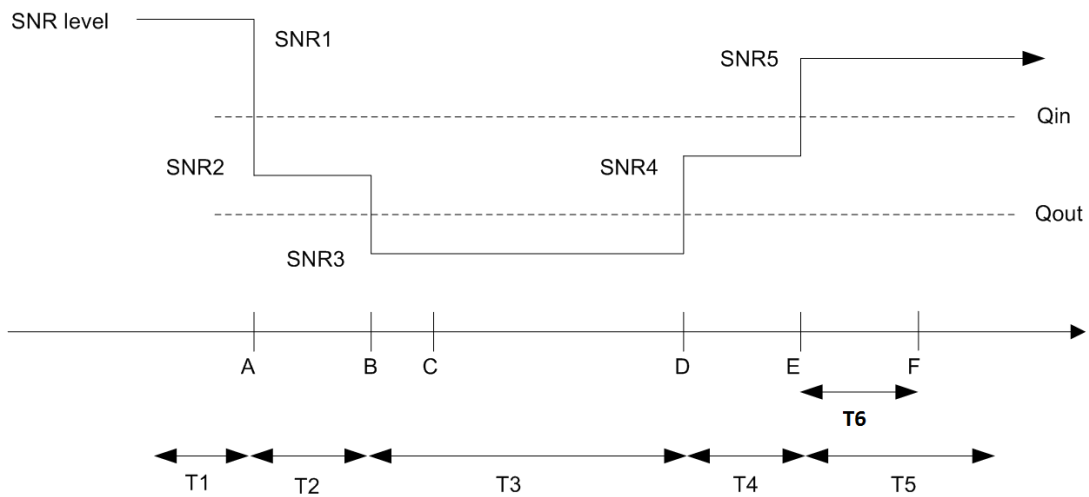 SNR level
SNR1
SNR5
Qin
SNR2
SNR4
Qout
SNR3
A B C D E F
T6
T1 T2 T3 T4 T5